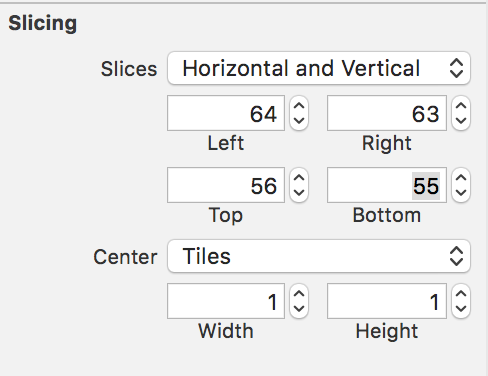 Slicing
Slices Horizontal and Vertical
64 63
Left Right
56 55
Top Bottom
Center Tiles
1 1
Width Height